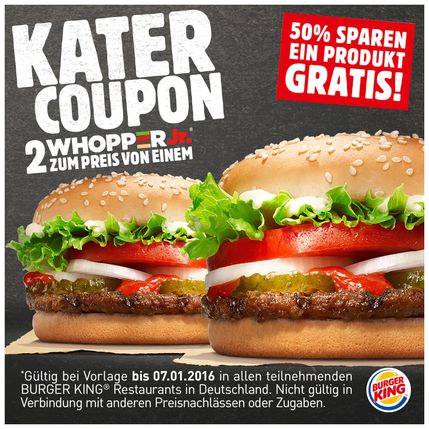 KATER
COUPON
2 WHOPPER Jr.*
ZUM PREIS VON EINEM
50% SPAREN
EIN PRODUKT
GRATIS!
*Gültig bei Vorlage bis 07.01.2016 in allen teilnehmenden
BURGER KING® Restaurants in Deutschland. Nicht gültig in
Verbindung mit anderen Preisnachlässen oder Zugaben.
BURGER
KING